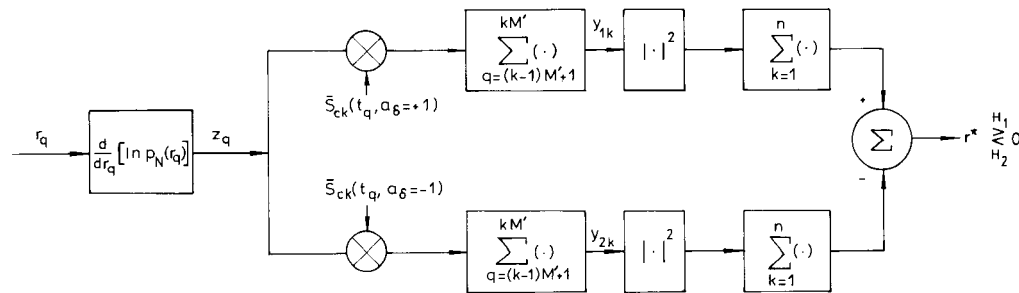 r_q
d/dr_q [ln p_N(r_q)]
z_q
S̄_ck(t_q, a_δ=+1)
kM′
∑(·)
q=(k-1)M′+1
y_1k
|·|²
n
∑(·)
k=1
+
S̄_ck(t_q, a_δ=-1)
kM′
∑(·)
q=(k-1)M′+1
y_2k
|·|²
n
∑(·)
k=1
-
∑
r* ≷ 0
H_1
H_2